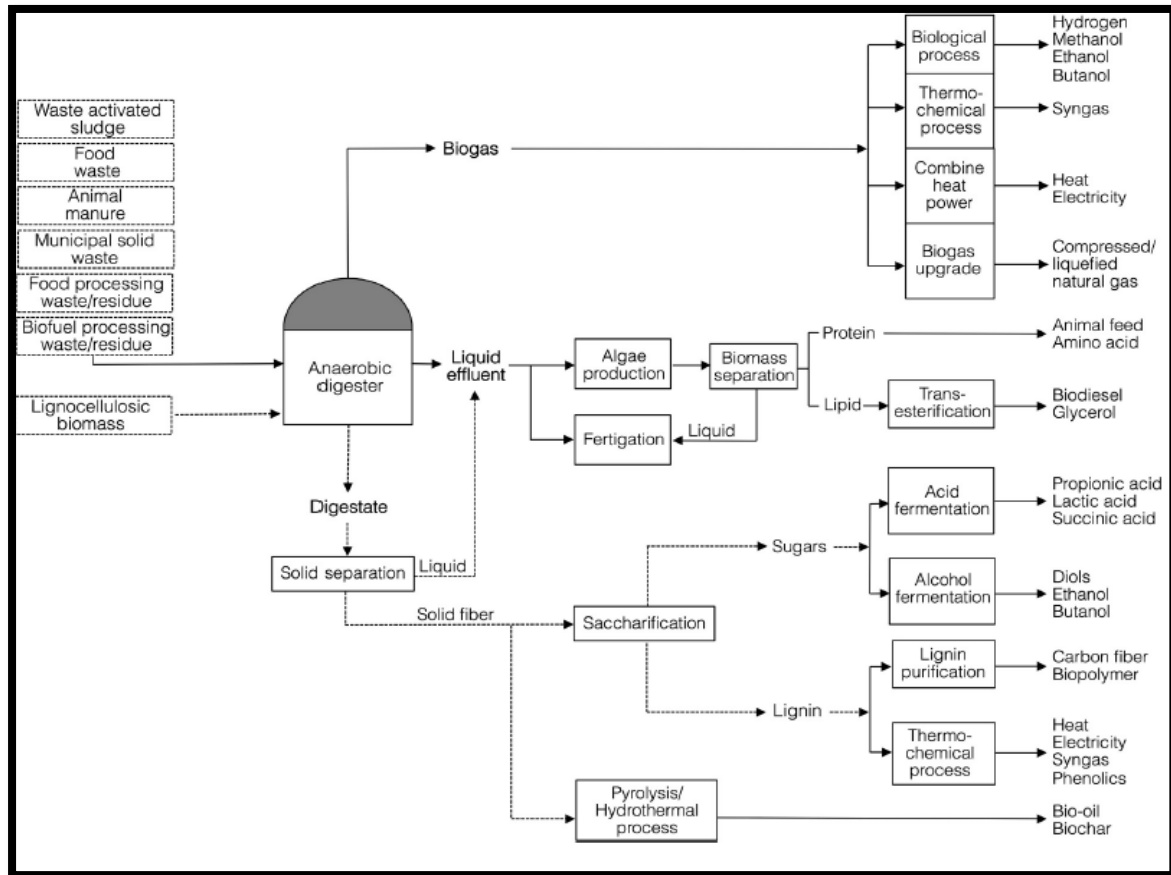 Waste activated
sludge
Food
waste
Animal
manure
Municipal solid
waste
Food processing
waste/residue
Biofuel processing
waste/residue
Lignocellulosic
biomass
Anaerobic
digester
Biogas
Biological
process
Hydrogen
Methanol
Ethanol
Butanol
Thermo-
chemical
process
Syngas
Combine
heat
power
Heat
Electricity
Biogas
upgrade
Compressed/
liquefied
natural gas
Liquid
effluent
Algae
production
Biomass
separation
Protein
Animal feed
Amino acid
Lipid
Trans-
esterification
Biodiesel
Glycerol
Fertigation
Liquid
Digestate
Solid separation
Liquid
Solid fiber
Saccharification
Sugars
Acid
fermentation
Propionic acid
Lactic acid
Succinic acid
Alcohol
fermentation
Diols
Ethanol
Butanol
Lignin
Lignin
purification
Carbon fiber
Biopolymer
Thermo-
chemical
process
Heat
Electricity
Syngas
Phenolics
Pyrolysis/
Hydrothermal
process
Bio-oil
Biochar